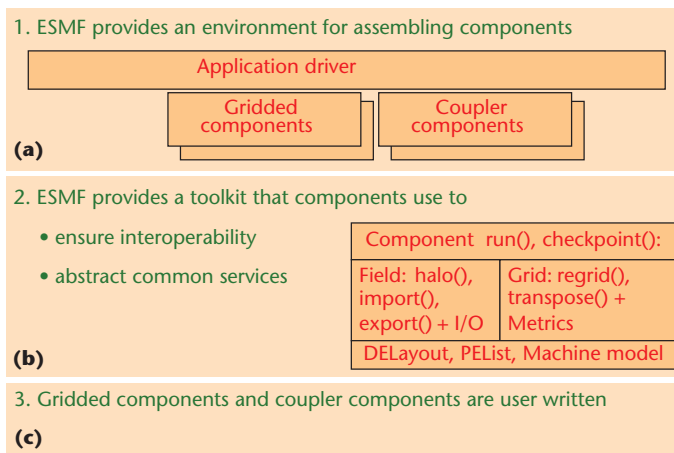 1. ESMF provides an environment for assembling components
Application driver
Gridded
components
Coupler
components
(a)
2. ESMF provides a toolkit that components use to
• ensure interoperability
• abstract common services
Component run(), checkpoint():
Field: halo(),
import(),
export() + I/O
Grid: regrid(),
transpose() +
Metrics
DELayout, PEList, Machine model
(b)
3. Gridded components and coupler components are user written
(c)